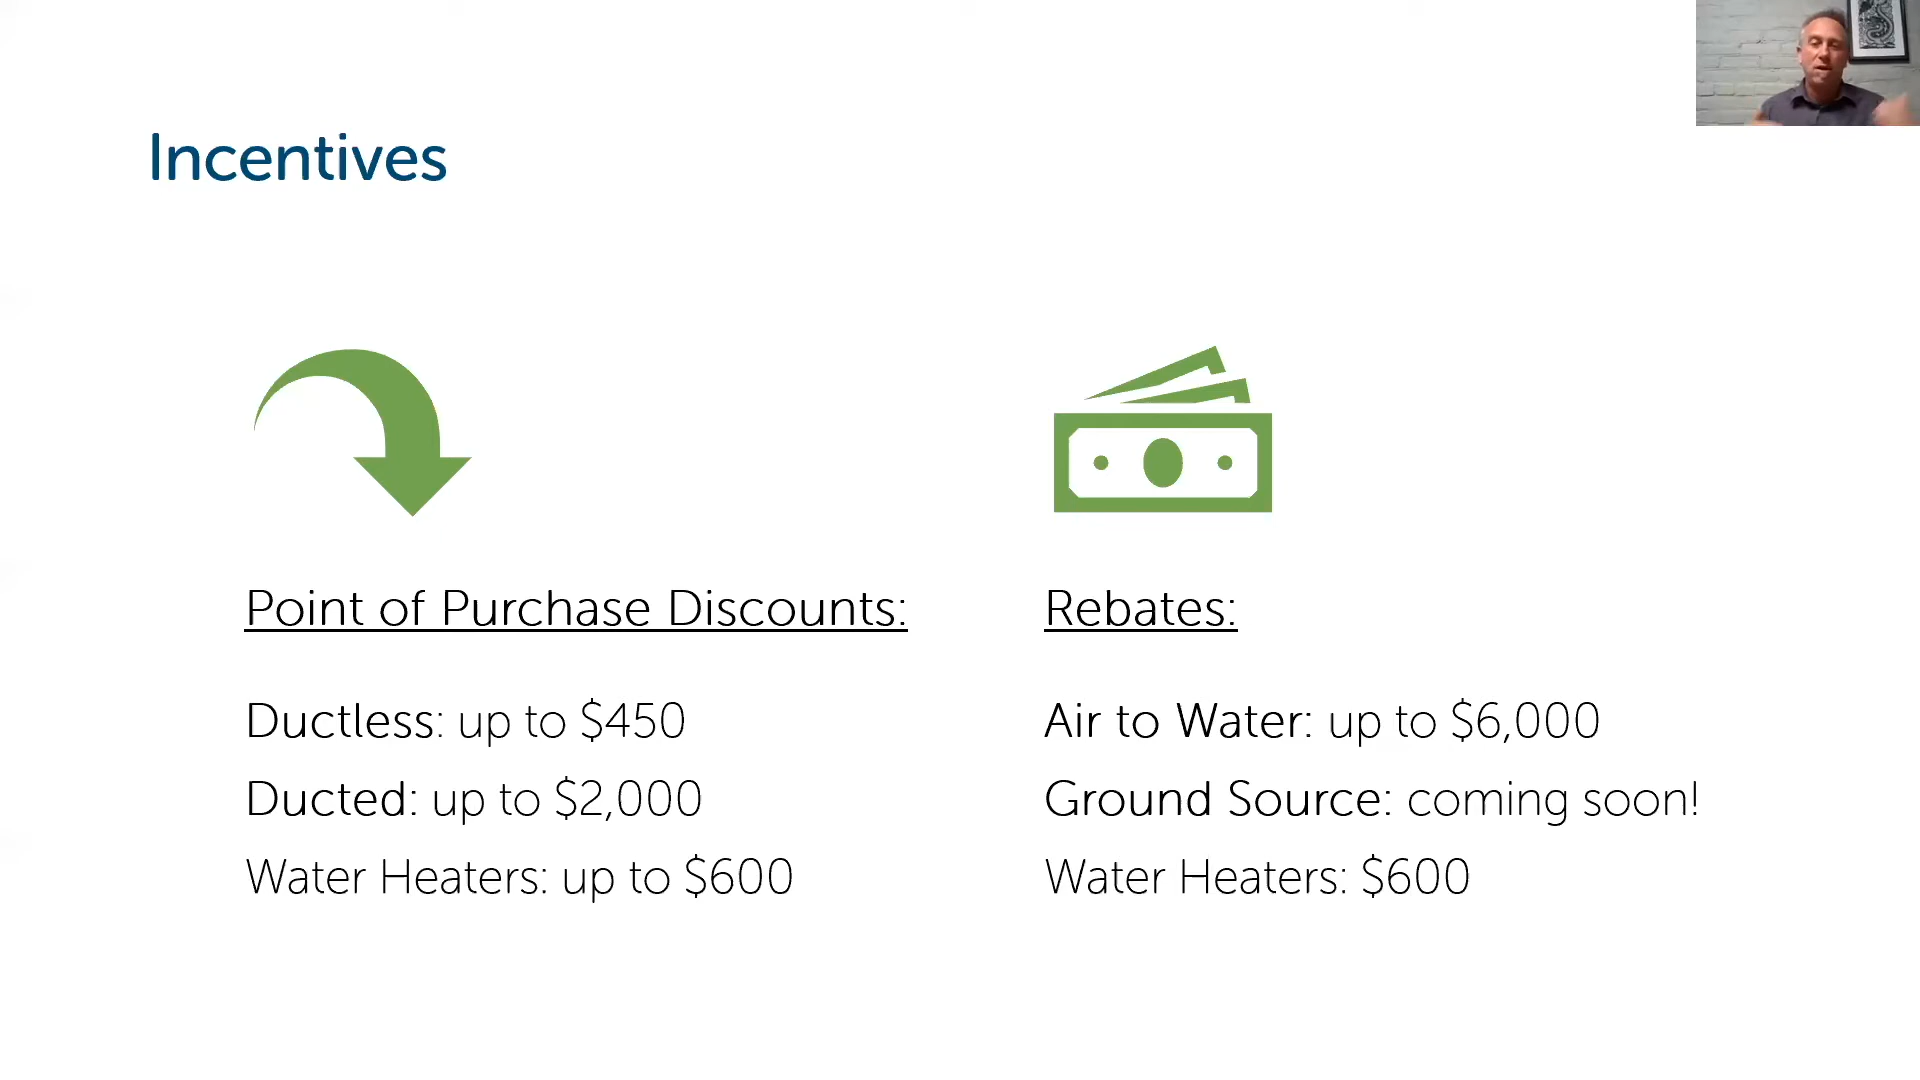 Incentives
Point of Purchase Discounts:
Ductless: up to $450
Ducted: up to $2,000
Water Heaters: up to $600
Rebates:
Air to Water: up to $6,000
Ground Source: coming soon!
Water Heaters: $600